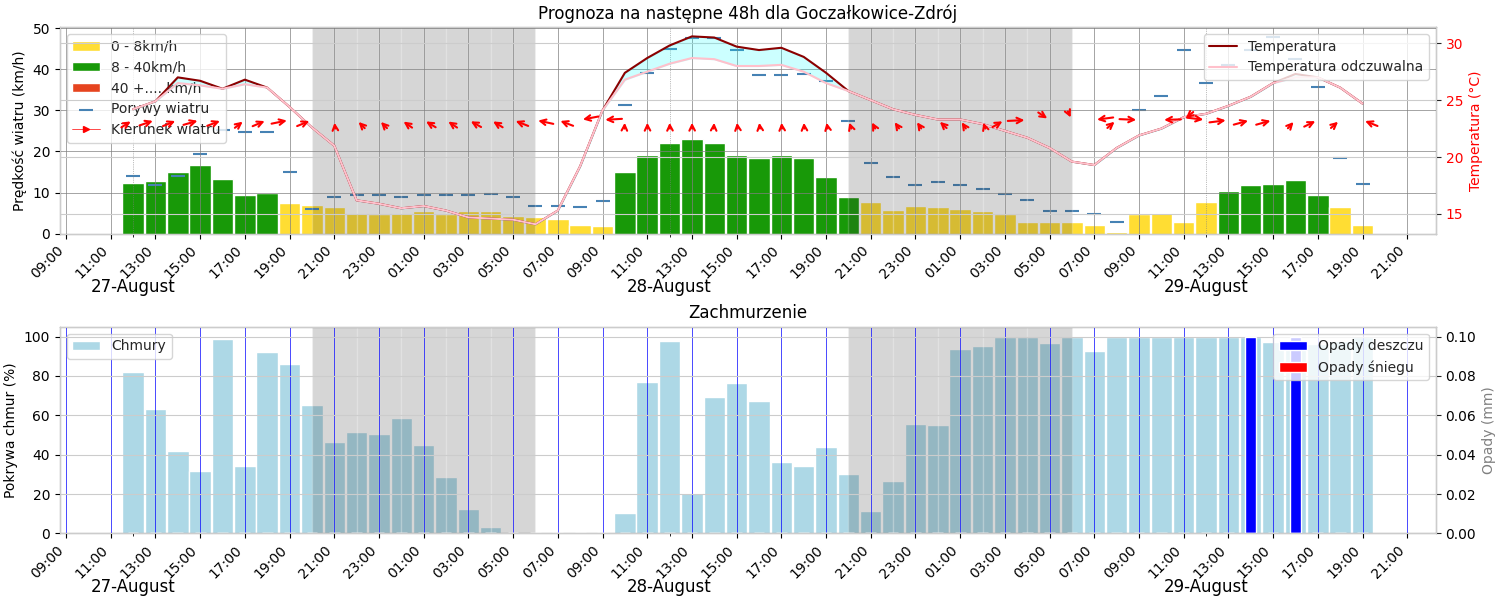 Prognoza na następne 48h dla Goczałkowice-Zdrój
Prędkość wiatru (km/h)
50
40
30
20
10
0
0 - 8km/h
8 - 40km/h
40 +.....km/h
Porywy wiatru
Kierunek wiatru
Temperatura
Temperatura odczuwalna
30
25
20
15
Temperatura (°C)
09:00 11:00 13:00 15:00 17:00 19:00 21:00 23:00 01:00 03:00 05:00 07:00 09:00 11:00 13:00 15:00 17:00 19:00 21:00 23:00 01:00 03:00 05:00 07:00 09:00 11:00 13:00 15:00 17:00 19:00 21:00
27-August 28-August 29-August
Zachmurzenie
Pokrywa chmur (%)
100
80
60
40
20
0
Chmury
Opady deszczu
Opady śniegu
0.10
0.08
0.06
0.04
0.02
0.00
Opady (mm)
09:00 11:00 13:00 15:00 17:00 19:00 21:00 23:00 01:00 03:00 05:00 07:00 09:00 11:00 13:00 15:00 17:00 19:00 21:00 23:00 01:00 03:00 05:00 07:00 09:00 11:00 13:00 15:00 17:00 19:00 21:00
27-August 28-August 29-August